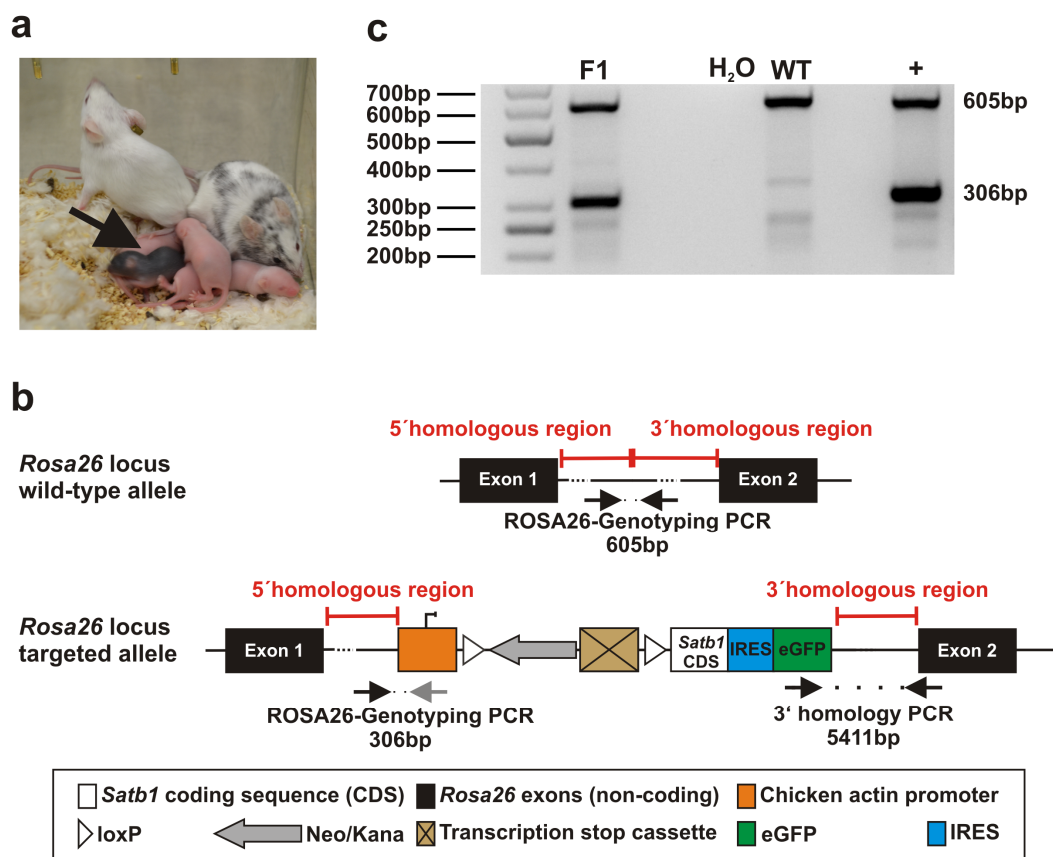 a
c
F1
H2O
WT
+
700bp
600bp
500bp
400bp
300bp
250bp
200bp
605bp
306bp
b
Rosa26 locus
wild-type allele
5´homologous region
3´homologous region
Exon 1
Exon 2
ROSA26-Genotyping PCR
605bp
Rosa26 locus
targeted allele
5´homologous region
3´homologous region
Exon 1
Satb1
CDS
IRES
eGFP
Exon 2
ROSA26-Genotyping PCR
306bp
3‘ homology PCR
5411bp
Satb1 coding sequence (CDS)
Rosa26 exons (non-coding)
Chicken actin promoter
loxP
Neo/Kana
Transcription stop cassette
eGFP
IRES